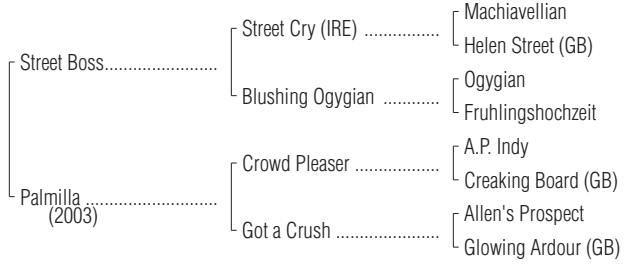 Machiavellian
Street Cry (IRE) ..................
Helen Street (GB)
Street Boss...........................
Ogygian
Blushing Ogygian .............
Fruhlingshochzeit
A.P. Indy
Crowd Pleaser ....................
Creaking Board (GB)
Palmilla ...............................
(2003)
Allen's Prospect
Got a Crush ........................
Glowing Ardour (GB)